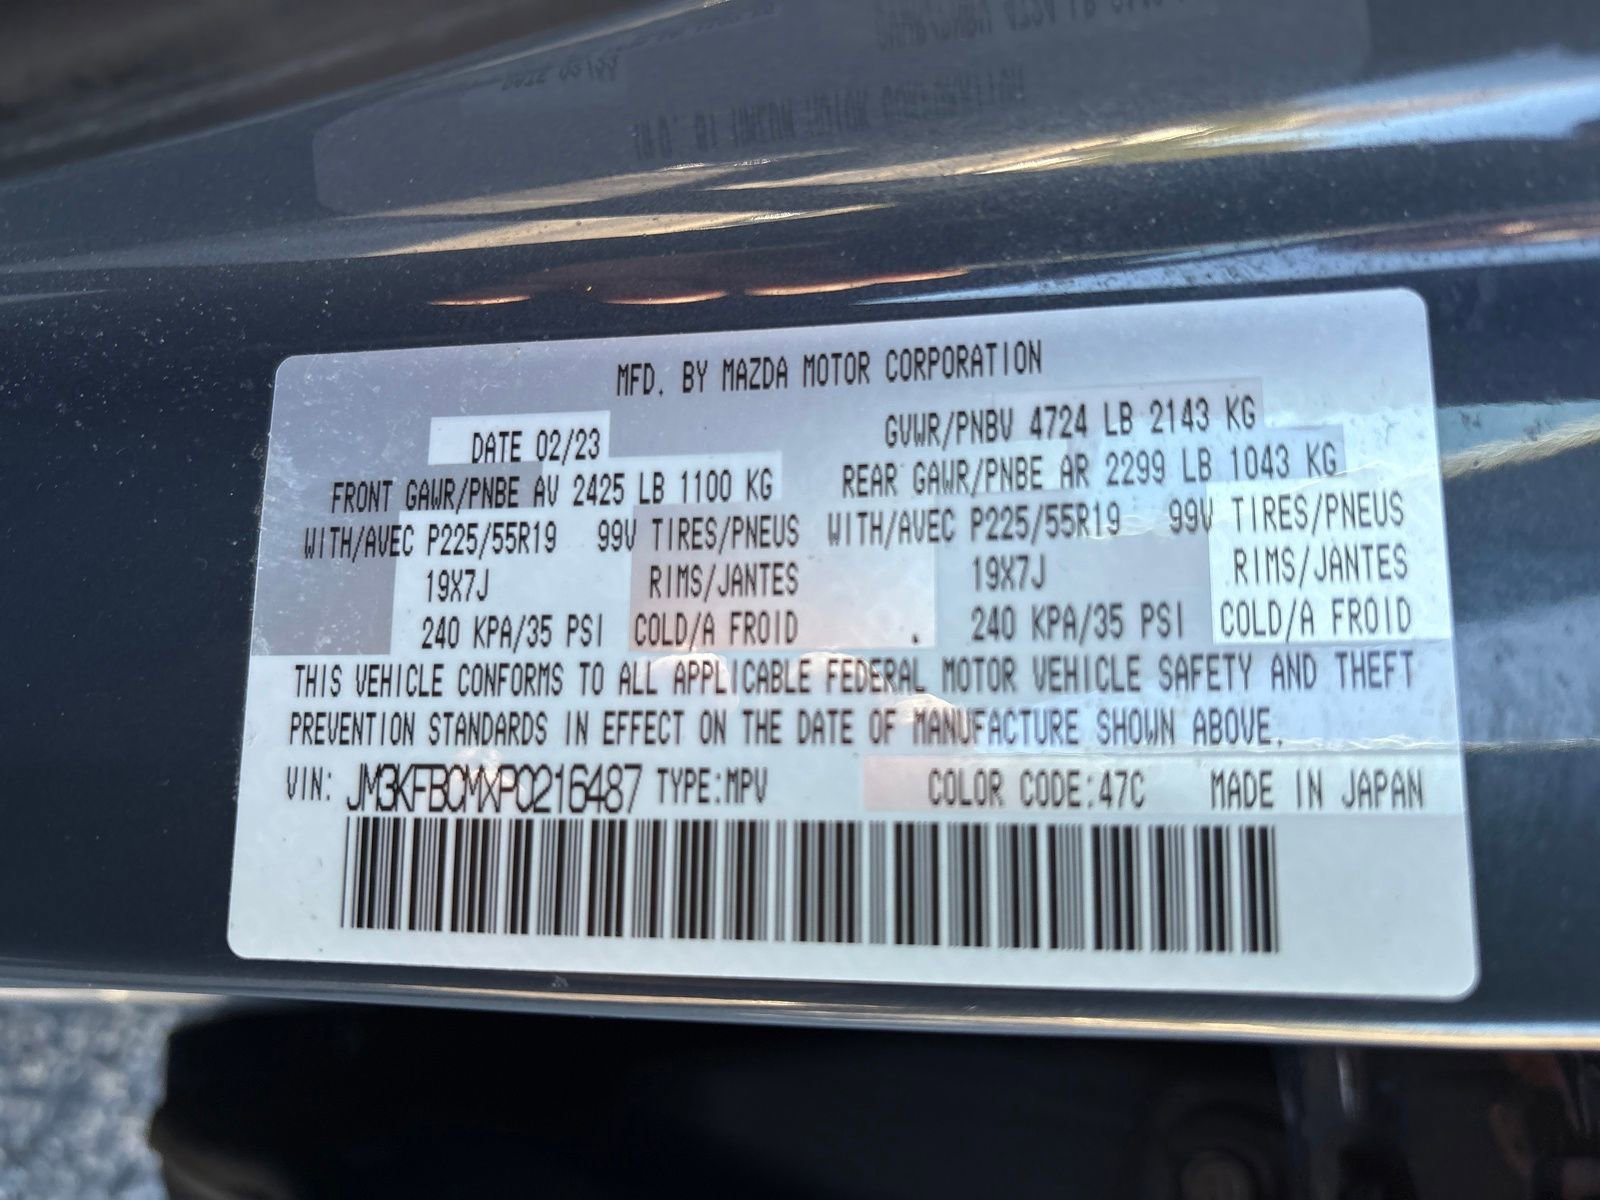 MFD. BY MAZDA MOTOR CORPORATION
DATE 02/23 GVWR/PNBV 4724 LB 2143 KG
FRONT GAWR/PNBE AV 2425 LB 1100 KG REAR GAWR/PNBE AR 2299 LB 1043 KG
WITH/AVEC P225/55R19 99V TIRES/PNEUS WITH/AVEC P225/55R19 99V TIRES/PNEUS
19X7J RIMS/JANTES 19X7J RIMS/JANTES
240 KPA/35 PSI COLD/A FROID . 240 KPA/35 PSI COLD/A FROID
THIS VEHICLE CONFORMS TO ALL APPLICABLE FEDERAL MOTOR VEHICLE SAFETY AND THEFT
PREVENTION STANDARDS IN EFFECT ON THE DATE OF MANUFACTURE SHOWN ABOVE.
VIN: JM3KFBCMXP0216487 TYPE:MPV COLOR CODE:47C MADE IN JAPAN